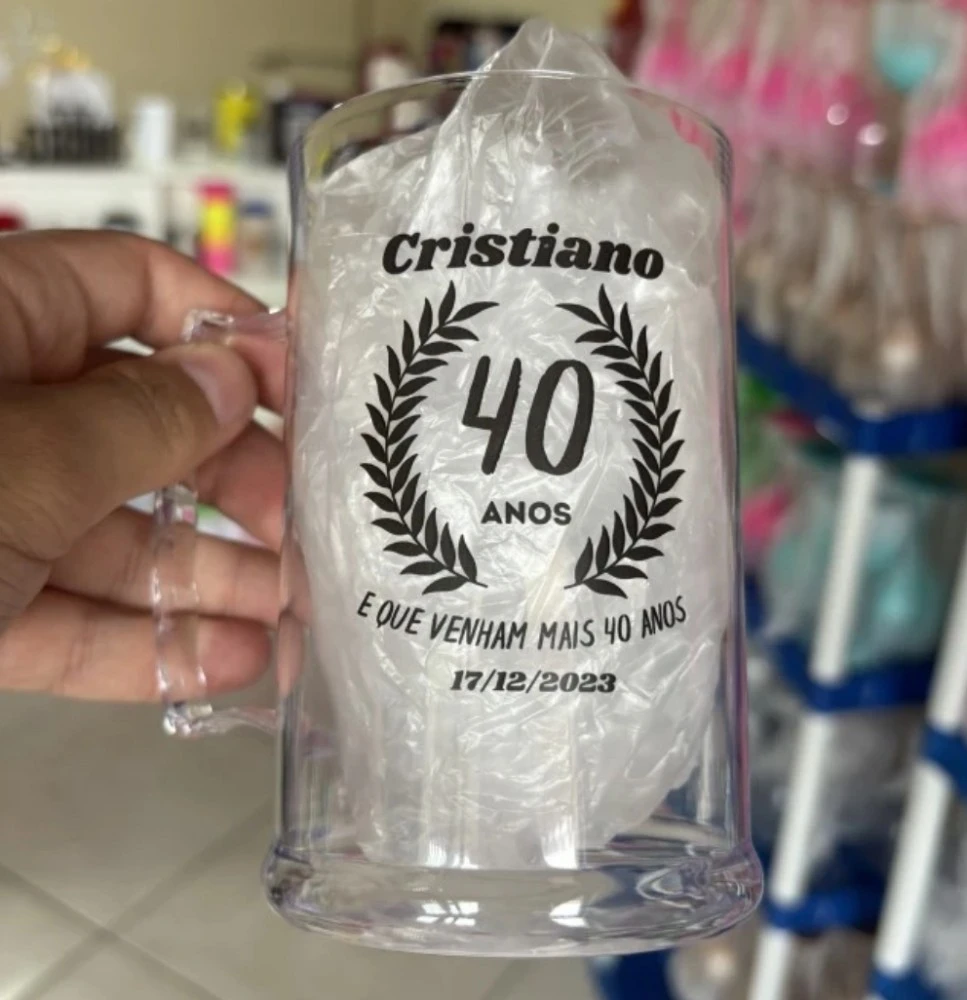 Cristiano
40
ANOS
E QUE VENHAM MAIS 40 ANOS
17/12/2023